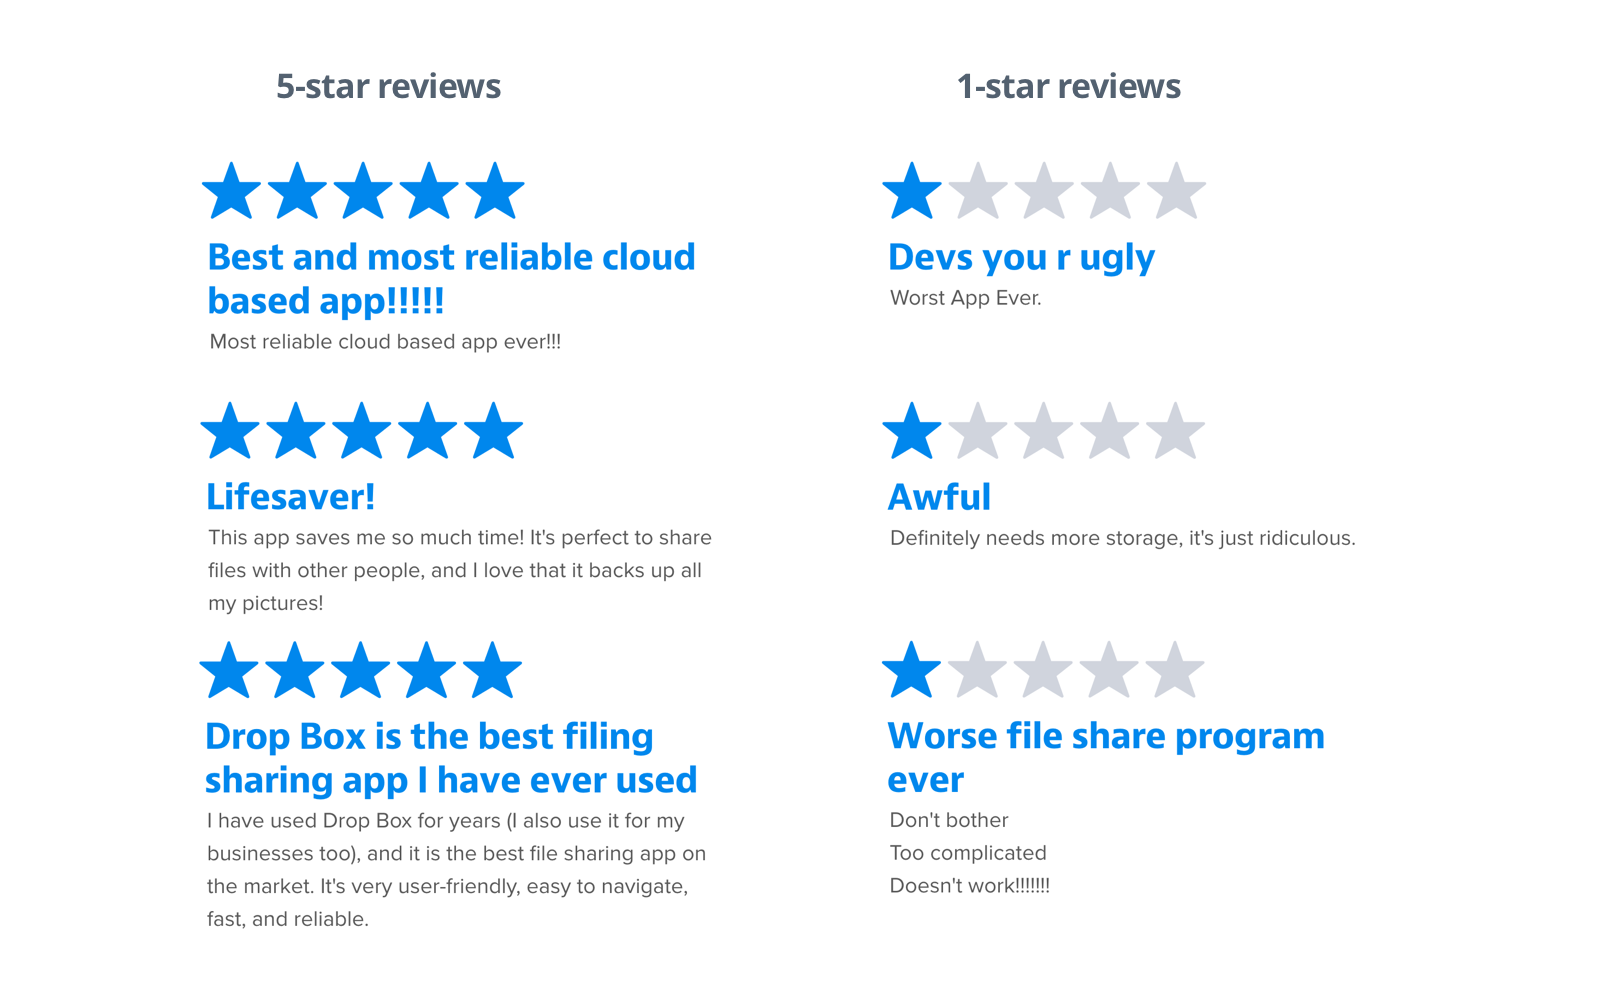 5-star reviews
Best and most reliable cloud
based app!!!!!
Most reliable cloud based app ever!!!
Lifesaver!
This app saves me so much time! It's perfect to share
files with other people, and I love that it backs up all
my pictures!
Drop Box is the best filing
sharing app I have ever used
I have used Drop Box for years (I also use it for my
businesses too), and it is the best file sharing app on
the market. It's very user-friendly, easy to navigate,
fast, and reliable.
1-star reviews
Devs you r ugly
Worst App Ever.
Awful
Definitely needs more storage, it's just ridiculous.
Worse file share program
ever
Don't bother
Too complicated
Doesn't work!!!!!!!